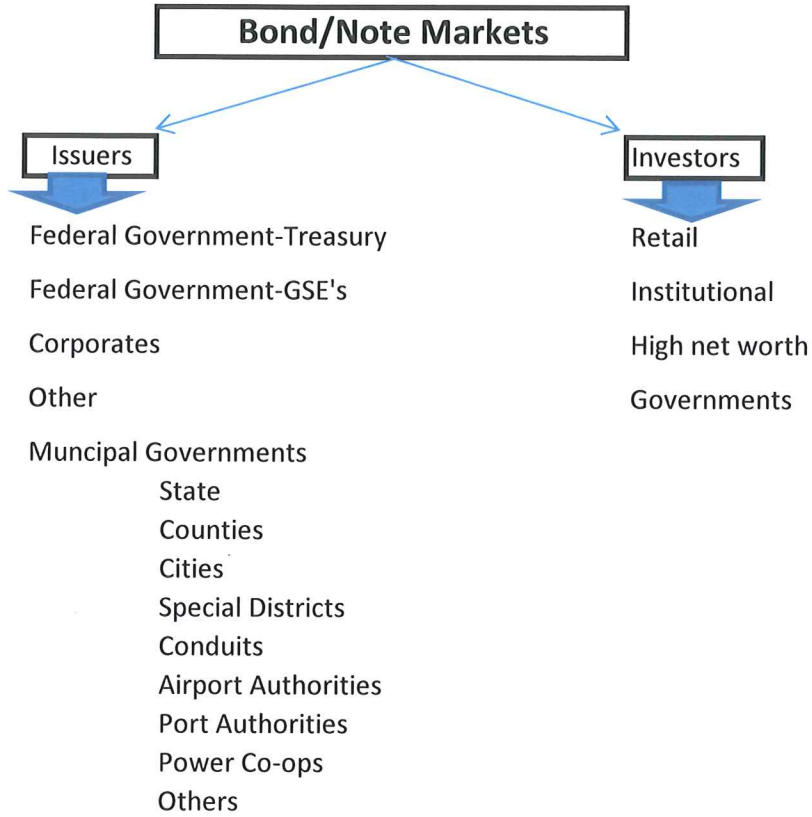 Bond/Note Markets
Issuers
Federal Government-Treasury
Federal Government-GSE's
Corporates
Other
Muncipal Governments
State
Counties
Cities
Special Districts
Conduits
Airport Authorities
Port Authorities
Power Co-ops
Others
Investors
Retail
Institutional
High net worth
Governments